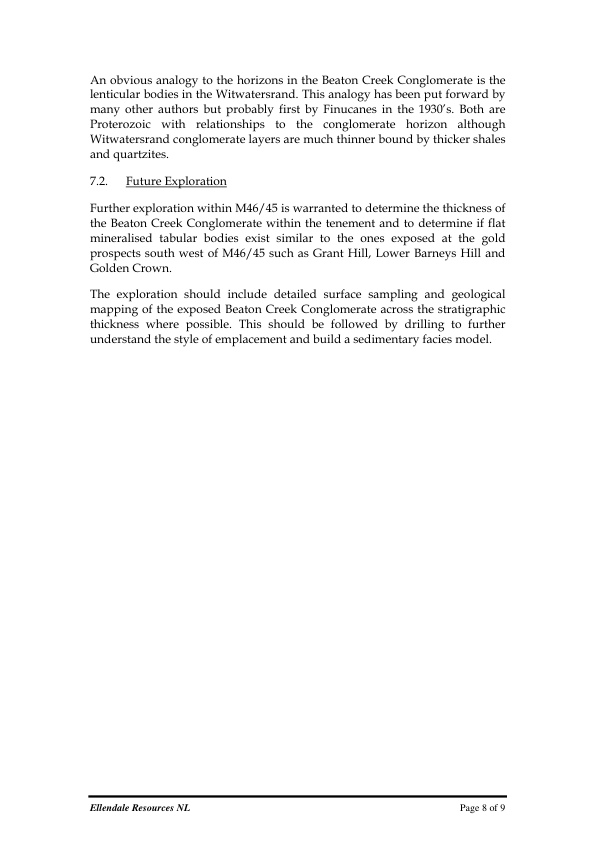 An obvious analogy to the horizons in the Beaton Creek Conglomerate is the
lenticular bodies in the Witwatersrand. This analogy has been put forward by
many other authors but probably first by Finucanes in the 1930's. Both are
Proterozoic with relationships to the conglomerate horizon although
Witwatersrand conglomerate layers are much thinner bound by thicker shales
and quartzites.
7.2. Future Exploration
Further exploration within M46/45 is warranted to determine the thickness of
the Beaton Creek Conglomerate within the tenement and to determine if flat
mineralised tabular bodies exist similar to the ones exposed at the gold
prospects south west of M46/45 such as Grant Hill, Lower Barneys Hill and
Golden Crown.
The exploration should include detailed surface sampling and geological
mapping of the exposed Beaton Creek Conglomerate across the stratigraphic
thickness where possible. This should be followed by drilling to further
understand the style of emplacement and build a sedimentary facies model.
Ellendale Resources NL Page 8 of 9